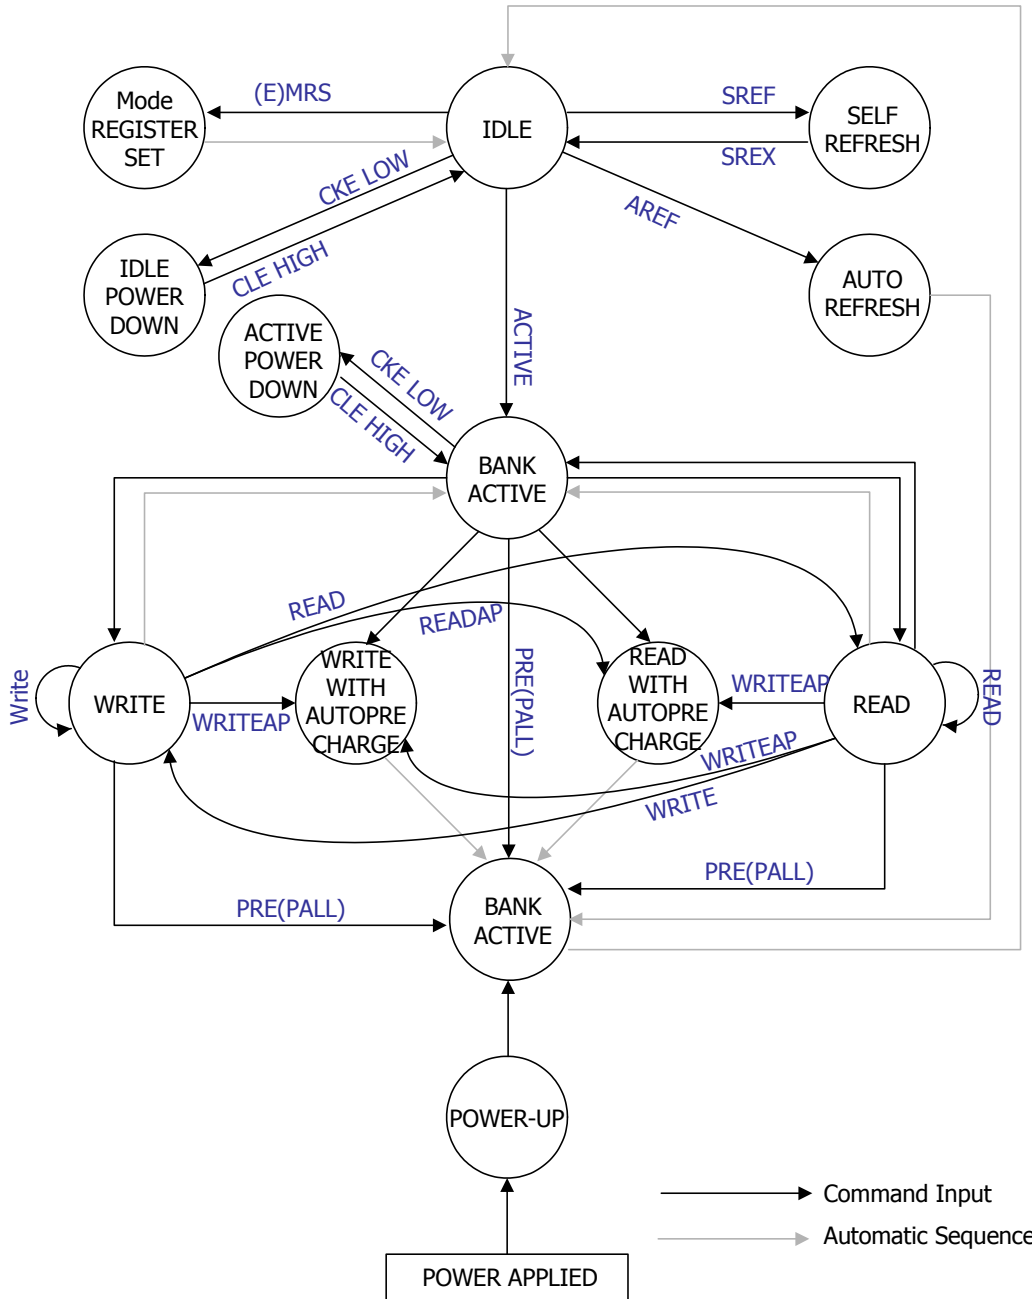 Mode
REGISTER
SET
(E)MRS
IDLE
SREF
SREX
SELF
REFRESH
CKE LOW
CLE HIGH
AREF
IDLE
POWER
DOWN
AUTO
REFRESH
ACTIVE
POWER
DOWN
CKE LOW
CLE HIGH
ACTIVE
BANK
ACTIVE
READ
READAP
PRE(PALL)
Write
WRITE
WRITEAP
WRITE
WITH
AUTOPRE
CHARGE
READ
WITH
AUTOPRE
CHARGE
WRITEAP
READ
READ
WRITEAP
WRITE
PRE(PALL)
PRE(PALL)
BANK
ACTIVE
POWER-UP
POWER APPLIED
Command Input
Automatic Sequence